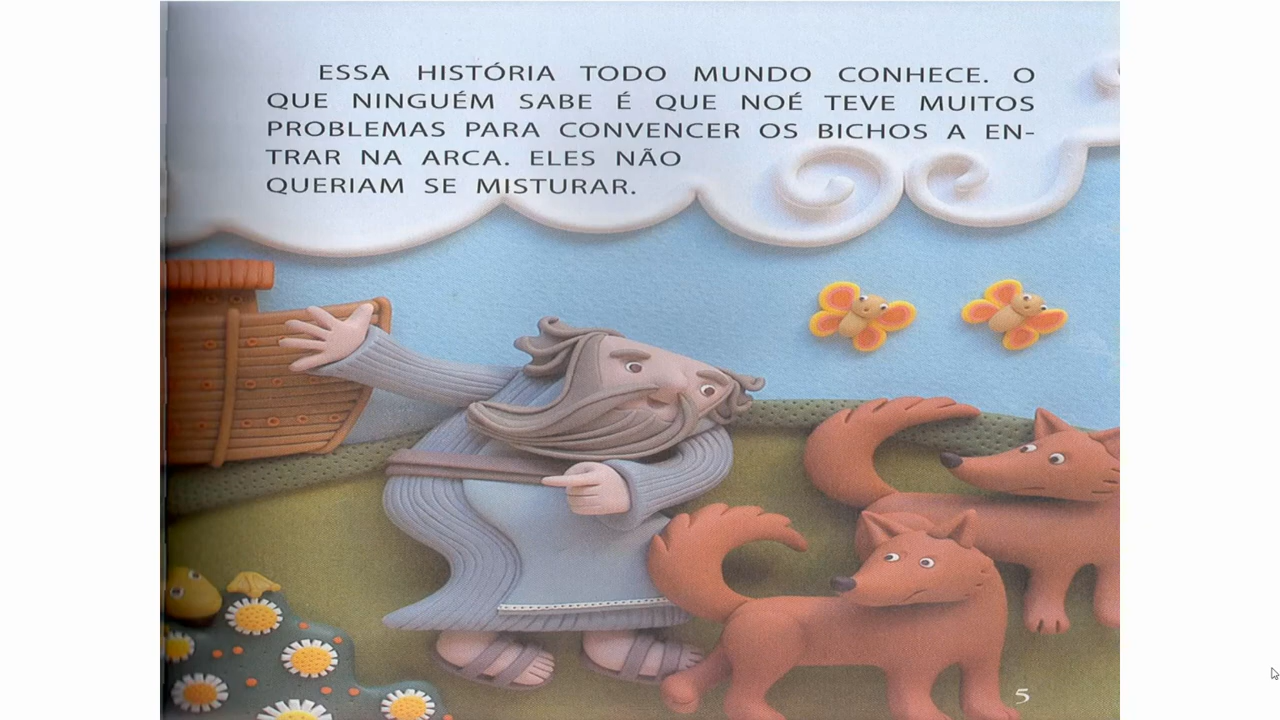 ESSA HISTÓRIA TODO MUNDO CONHECE. O
QUE NINGUÉM SABE É QUE NOÉ TEVE MUITOS
PROBLEMAS PARA CONVENCER OS BICHOS A EN-
TRAR NA ARCA. ELES NÃO
QUERIAM SE MISTURAR.
5